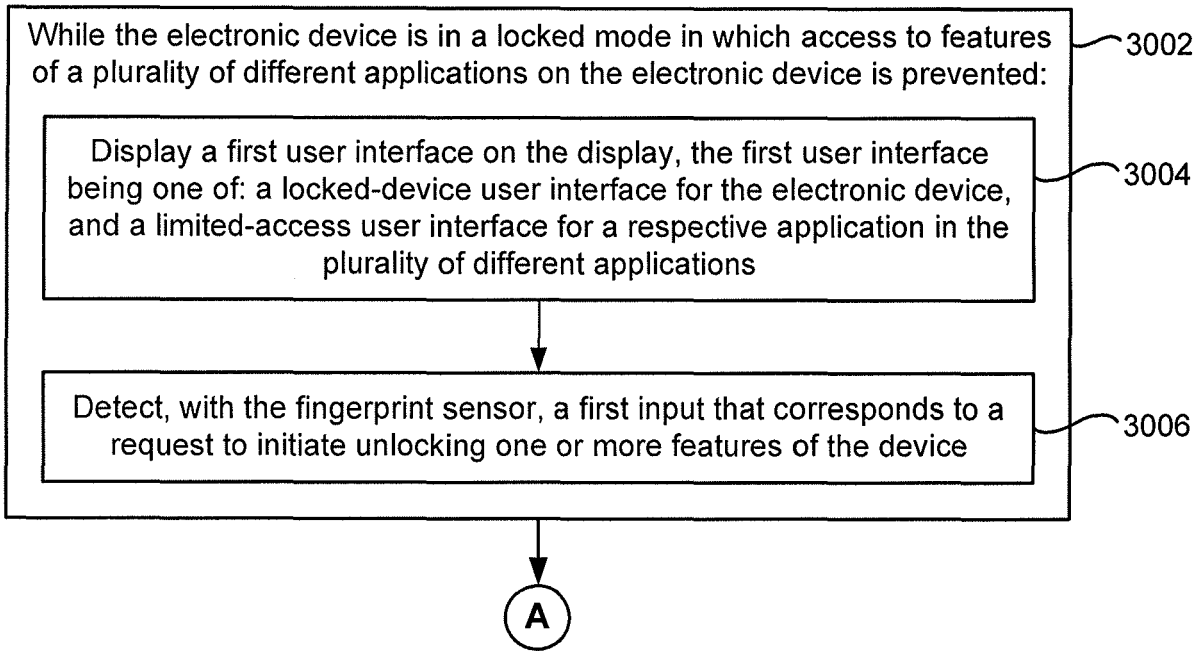 While the electronic device is in a locked mode in which access to features
of a plurality of different applications on the electronic device is prevented:
3002
Display a first user interface on the display, the first user interface
being one of: a locked-device user interface for the electronic device,
and a limited-access user interface for a respective application in the
plurality of different applications
3004
Detect, with the fingerprint sensor, a first input that corresponds to a
request to initiate unlocking one or more features of the device
3006
A